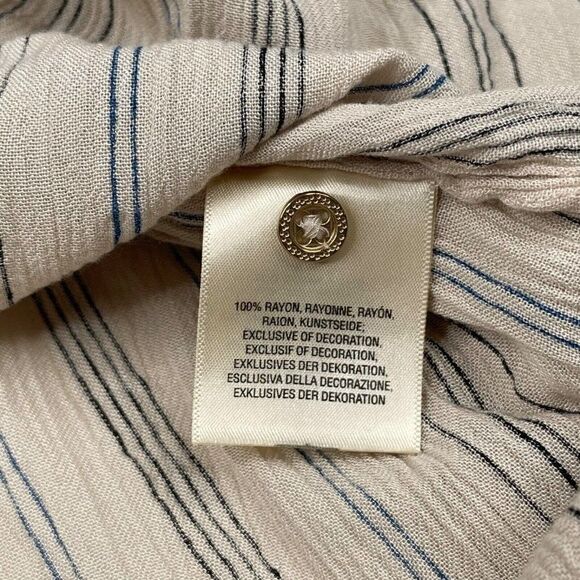 100% RAYON, RAYONNE, RAYÓN,
RAION, KUNSTSEIDE;
EXCLUSIVE OF DECORATION,
EXCLUSIF OF DECORATION,
EXKLUSIVES DER DEKORATION,
ESCLUSIVA DELLA DECORAZIONE,
EXKLUSIVES DER DEKORATION